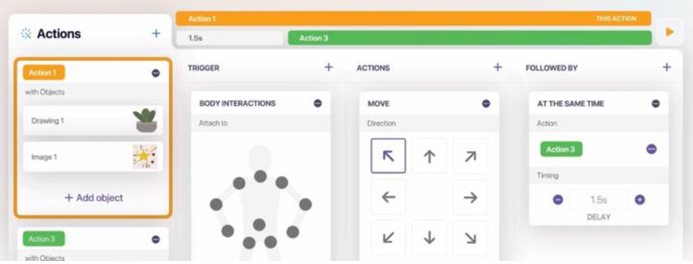 Action 1
THIS ACTION
Actions
1.5s
Action 3
TRIGGER
ACTIONS
FOLLOWED BY
Action 1
with Objects
Drawing 1
Image 1
+ Add object
Action 3
with Objects
BODY INTERACTIONS
Attach to
MOVE
Direction
AT THE SAME TIME
Action
Action 3
Timing
1.5s
DELAY